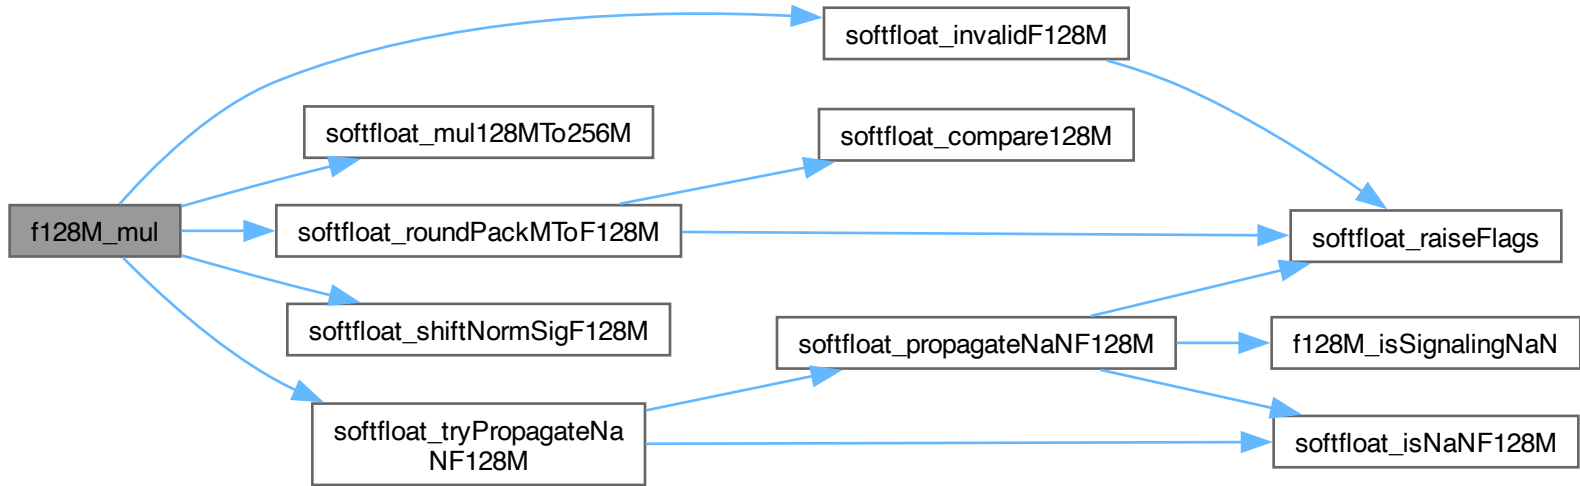 softfloat_invalidF128M
softfloat_mul128MTo256M
softfloat_compare128M
f128M_mul
softfloat_roundPackMToF128M
softfloat_raiseFlags
softfloat_shiftNormSigF128M
softfloat_propagateNaNF128M
f128M_isSignalingNaN
softfloat_tryPropagateNa
NF128M
softfloat_isNaNF128M